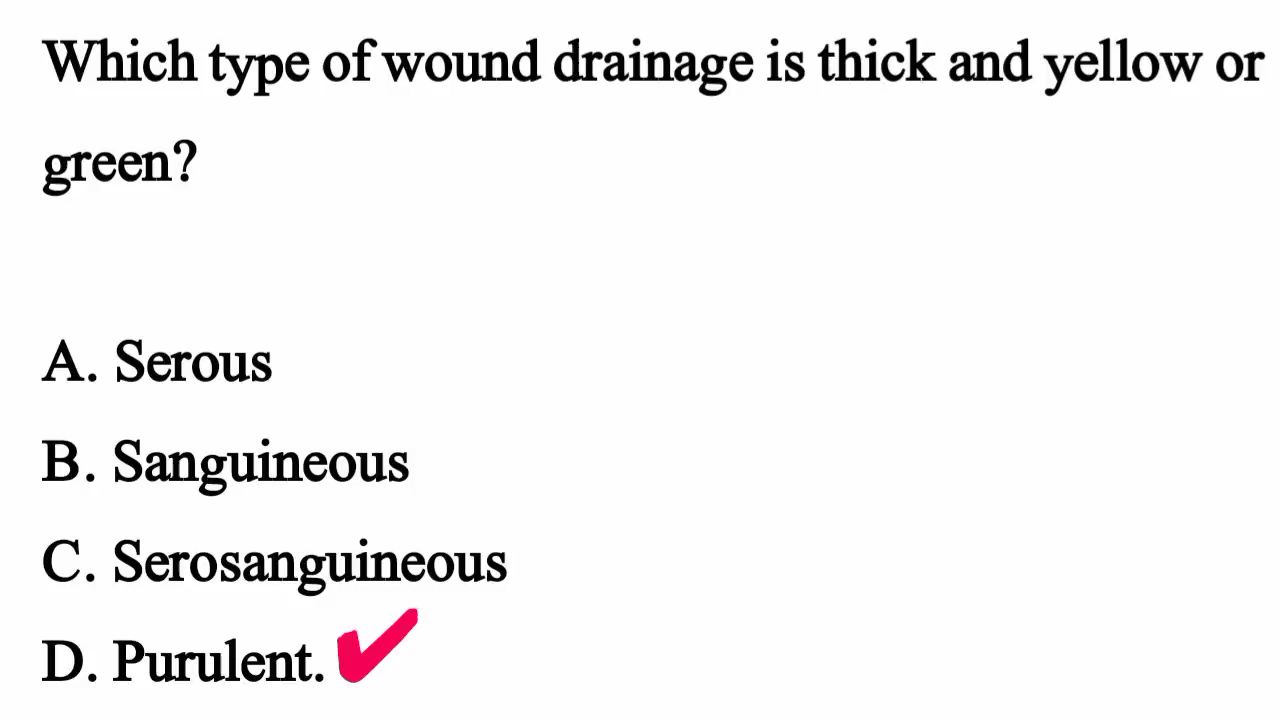 Which type of wound drainage is thick and yellow or
green?
A. Serous
B. Sanguineous
C. Serosanguineous
D. Purulent.